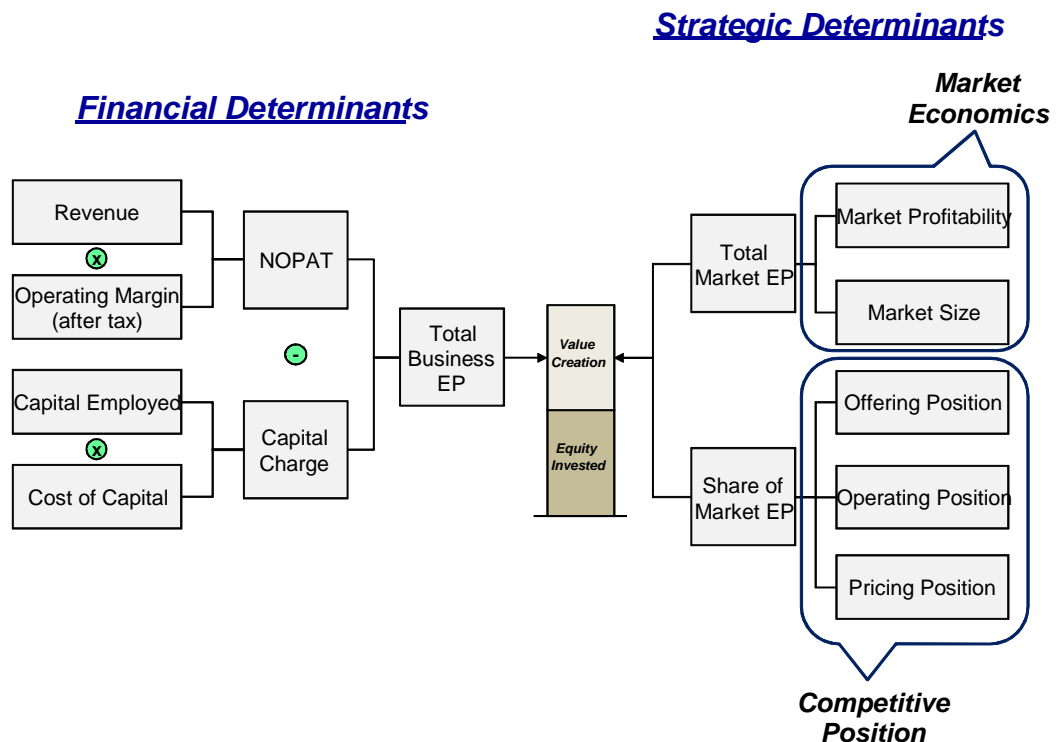 Strategic Determinants
Financial Determinants
Market
Economics
Revenue
x
Operating Margin
(after tax)
NOPAT
-
Capital Employed
x
Cost of Capital
Capital
Charge
Total
Business
EP
Value
Creation
Equity
Invested
Total
Market EP
Market Profitability
Market Size
Share of
Market EP
Offering Position
Operating Position
Pricing Position
Competitive
Position